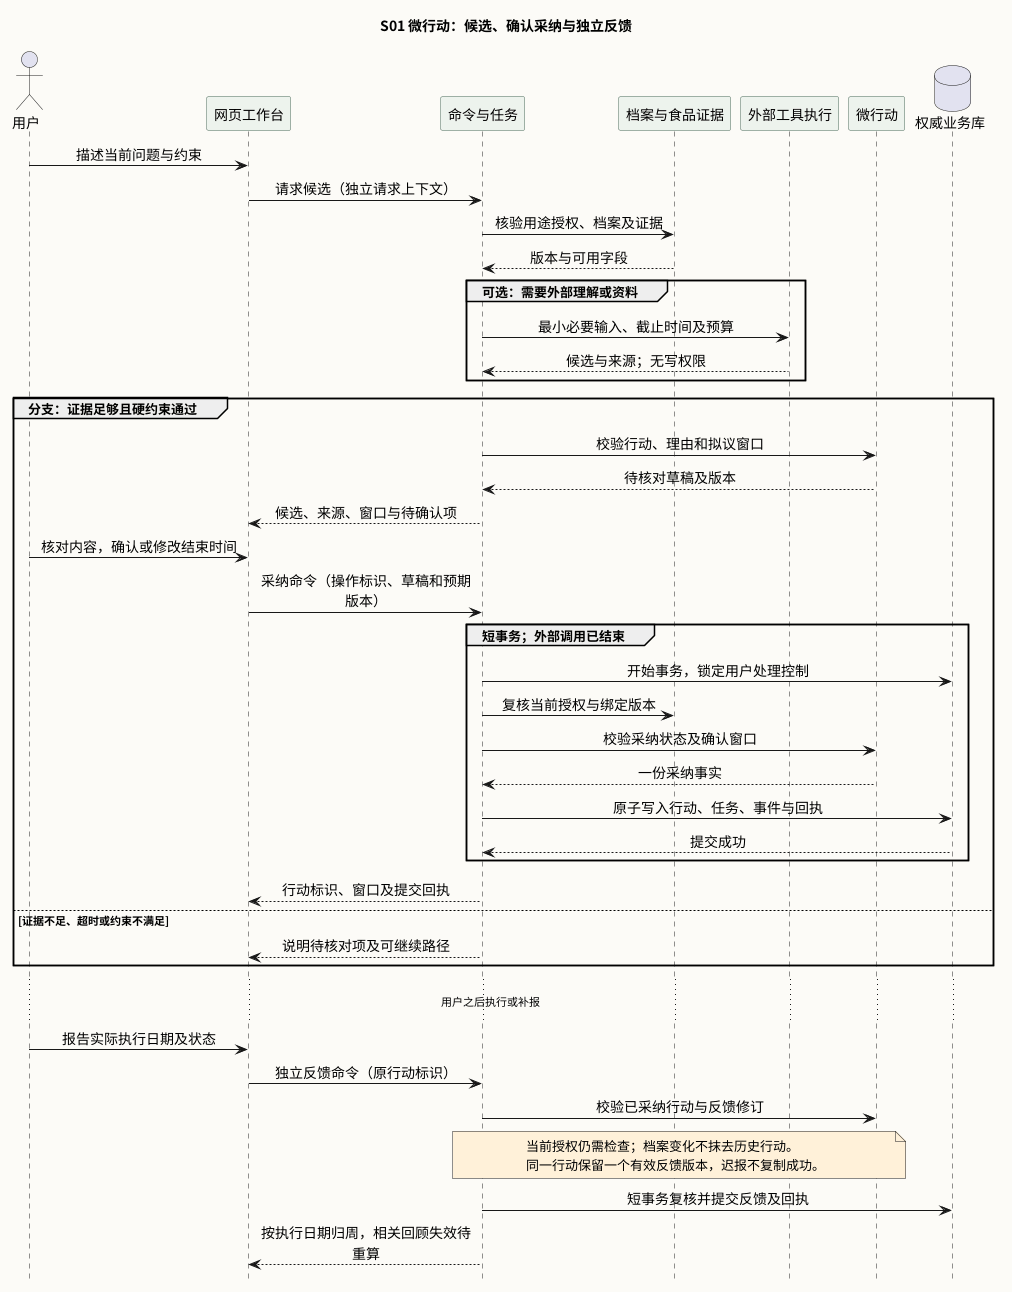 S01 微行动：候选、确认采纳与独立反馈
用户
网页工作台
命令与任务
档案与食品证据
外部工具执行
微行动
权威业务库
描述当前问题与约束
请求候选（独立请求上下文）
核验用途授权、档案及证据
版本与可用字段
可选：需要外部理解或资料
最小必要输入、截止时间及预算
候选与来源；无写权限
分支：证据足够且硬约束通过
校验行动、理由和拟议窗口
待核对草稿及版本
候选、来源、窗口与待确认项
核对内容，确认或修改结束时间
采纳命令（操作标识、草稿和预期
版本）
短事务；外部调用已结束
开始事务，锁定用户处理控制
复核当前授权与绑定版本
校验采纳状态及确认窗口
一份采纳事实
原子写入行动、任务、事件与回执
提交成功
行动标识、窗口及提交回执
[证据不足、超时或约束不满足]
说明待核对项及可继续路径
用户之后执行或补报
报告实际执行日期及状态
独立反馈命令（原行动标识）
校验已采纳行动与反馈修订
当前授权仍需检查；档案变化不抹去历史行动。
同一行动保留一个有效反馈版本，迟报不复制成功。
短事务复核并提交反馈及回执
按执行日期归周，相关回顾失效待
重算